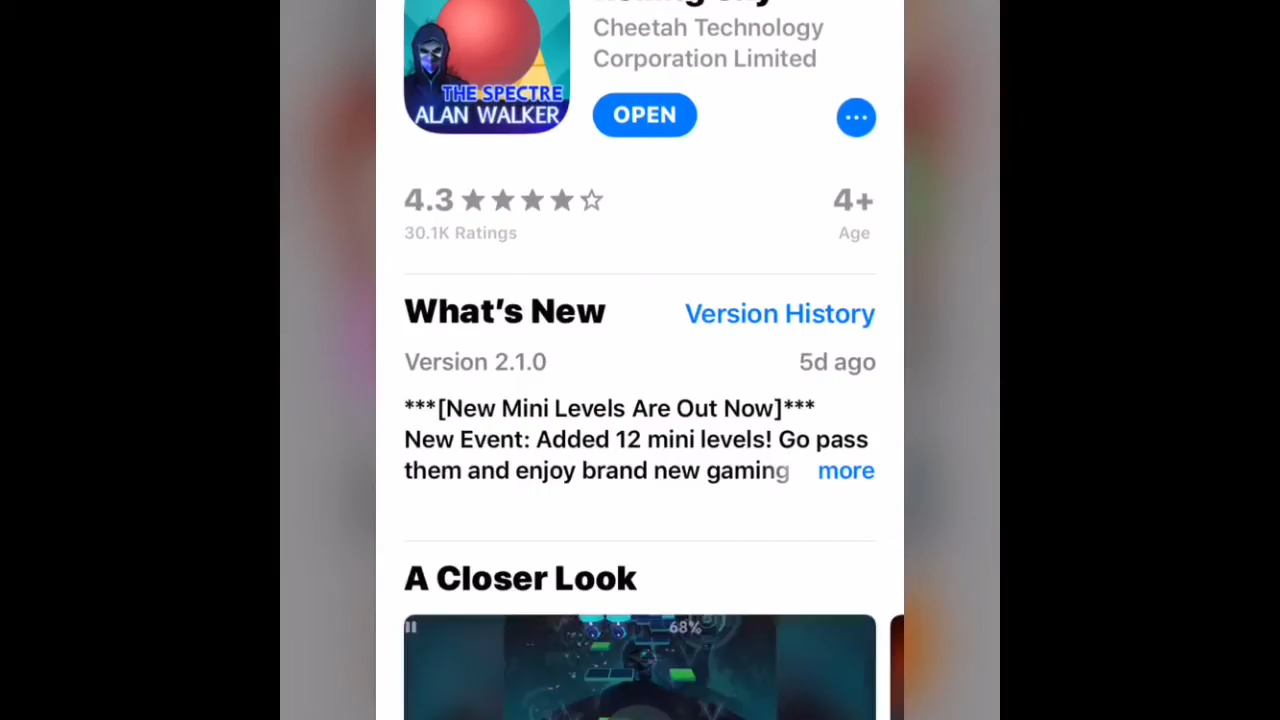 Cheetah Technology
Corporation Limited
THE SPECTRE
ALAN WALKER
OPEN
4.3
4+
30.1K Ratings
Age
What's New
Version History
Version 2.1.0
5d ago
***[New Mini Levels Are Out Now]***
New Event: Added 12 mini levels! Go pass
them and enjoy brand new gaming more
A Closer Look
68%